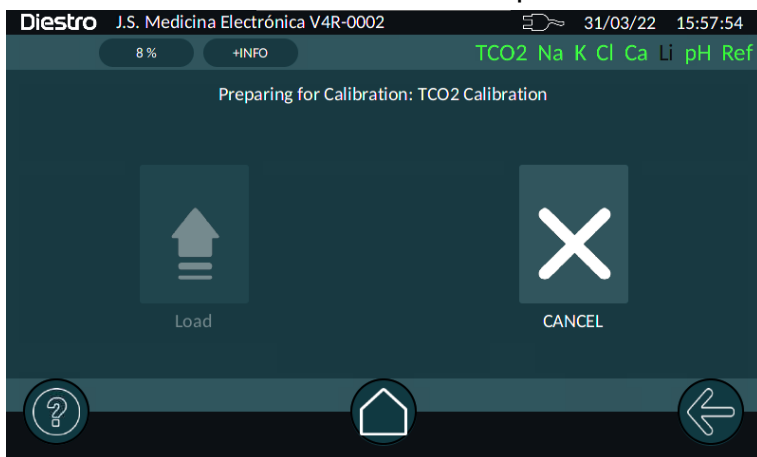 Diestro J.S. Medicina Electrónica V4R-0002 31/03/22 15:57:54
8 % +INFO TCO2 Na K Cl Ca Li pH Ref
Preparing for Calibration: TCO2 Calibration
Load CANCEL
?